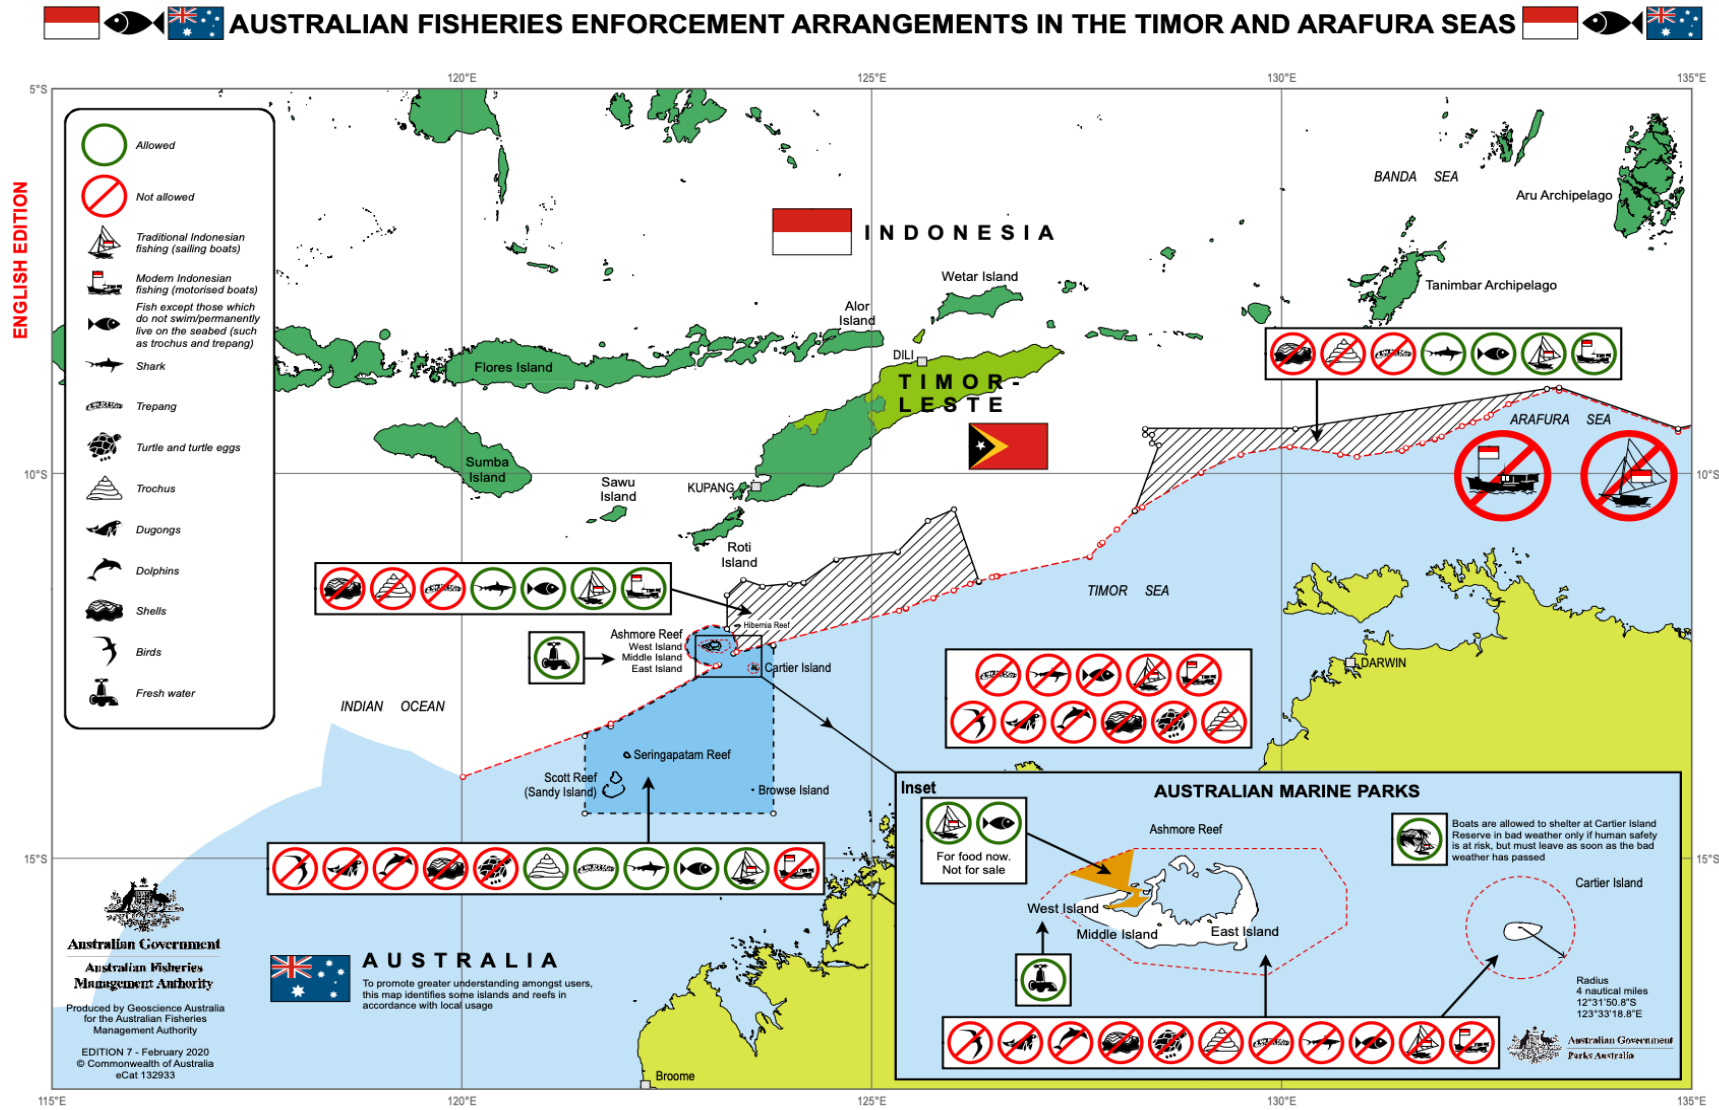 AUSTRALIAN FISHERIES ENFORCEMENT ARRANGEMENTS IN THE TIMOR AND ARAFURA SEAS
120°E
125°E
130°E
135°E
5°S
ENGLISH EDITION
Allowed
Not allowed
Traditional Indonesian
fishing (sailing boats)
Modern Indonesian
fishing (motorised boats)
Fish except those which
do not swim/permanently
live on the seabed (such
as trochus and trepang)
Shark
Trepang
Turtle and turtle eggs
Trochus
Dugongs
Dolphins
Shells
Birds
Fresh water
BANDA SEA
Aru Archipelago
INDONESIA
Wetar Island
Tanimbar Archipelago
Alor
Island
DILI
Flores Island
TIMOR-
LESTE
ARAFURA SEA
Sumba
Island
10°S
10°S
Sawu
Island
KUPANG
Roti
Island
TIMOR SEA
Hibernia Reef
Ashmore Reef
West Island
Middle Island
East Island
Cartier Island
DARWIN
INDIAN OCEAN
Seringapatam Reef
Scott Reef
(Sandy Island)
Browse Island
15°S
15°S
Inset
AUSTRALIAN MARINE PARKS
Ashmore Reef
Boats are allowed to shelter at Cartier Island
Reserve in bad weather only if human safety
is at risk, but must leave as soon as the bad
weather has passed
For food now.
Not for sale
Cartier Island
West Island
Middle Island
East Island
Radius
4 nautical miles
12°31'50.8"S
123°33'18.8"E
Australian Government
Parks Australia
Australian Government
Australian Fisheries
Management Authority
Produced by Geoscience Australia
for the Australian Fisheries
Management Authority
EDITION 7 - February 2020
© Commonwealth of Australia
eCat 132933
AUSTRALIA
To promote greater understanding amongst users,
this map identifies some islands and reefs in
accordance with local usage
Broome
115°E
120°E
125°E
130°E
135°E